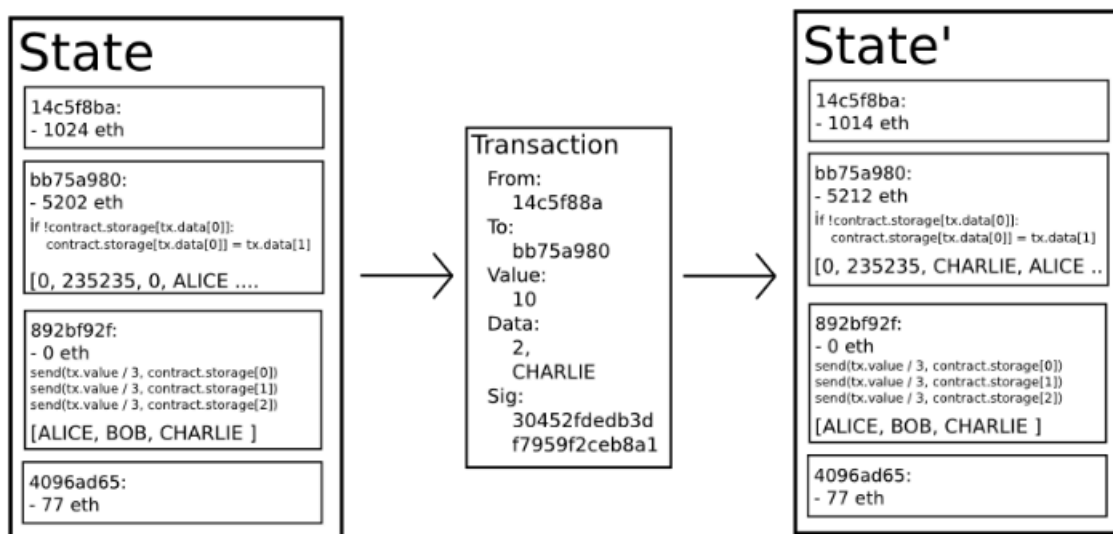 State
14c5f8ba:
- 1024 eth
bb75a980:
- 5202 eth
if !contract.storage[tx.data[0]]:
contract.storage[tx.data[0]] = tx.data[1]
[0, 235235, 0, ALICE ....
892bf92f:
- 0 eth
send(tx.value / 3, contract.storage[0])
send(tx.value / 3, contract.storage[1])
send(tx.value / 3, contract.storage[2])
[ALICE, BOB, CHARLIE ]
4096ad65:
- 77 eth
Transaction
From:
14c5f88a
To:
bb75a980
Value:
10
Data:
2,
CHARLIE
Sig:
30452fdedb3d
f7959f2ceb8a1
State'
14c5f8ba:
- 1014 eth
bb75a980:
- 5212 eth
if !contract.storage[tx.data[0]]:
contract.storage[tx.data[0]] = tx.data[1]
[0, 235235, CHARLIE, ALICE ..
892bf92f:
- 0 eth
send(tx.value / 3, contract.storage[0])
send(tx.value / 3, contract.storage[1])
send(tx.value / 3, contract.storage[2])
[ALICE, BOB, CHARLIE ]
4096ad65:
- 77 eth